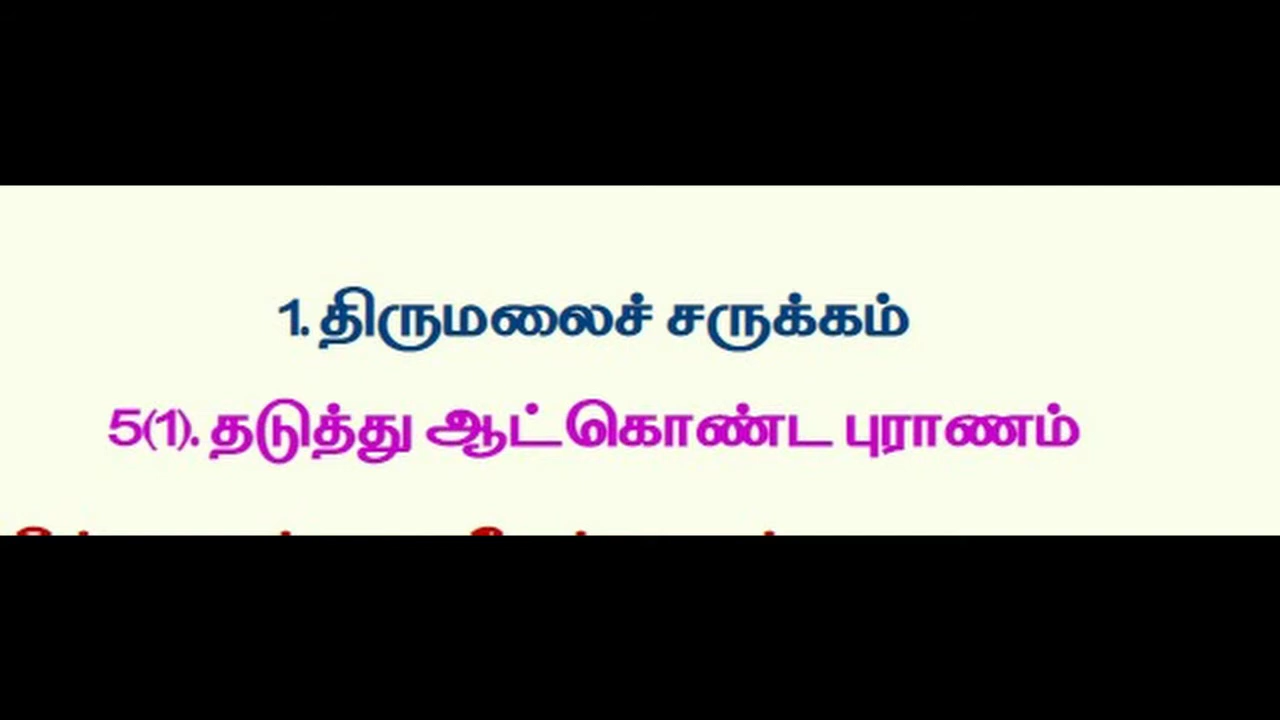 1. திருமலைச் சருக்கம்
5(1). தடுத்து ஆட்கொண்ட புராணம்